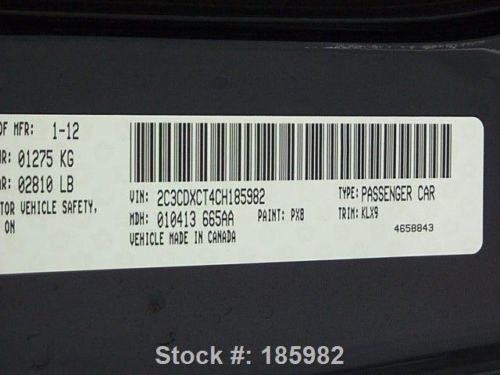 OF MFR: 1-12
01275 KG
02810 LB
VEHICLE SAFETY,
ON
VIN: 2C3CDXCT4CH185982 TYPE: PASSENGER CAR
MDH: 010413 665AA PAINT: PX8 TRIM: KLX9
VEHICLE MADE IN CANADA 4658843
Stock #: 185982